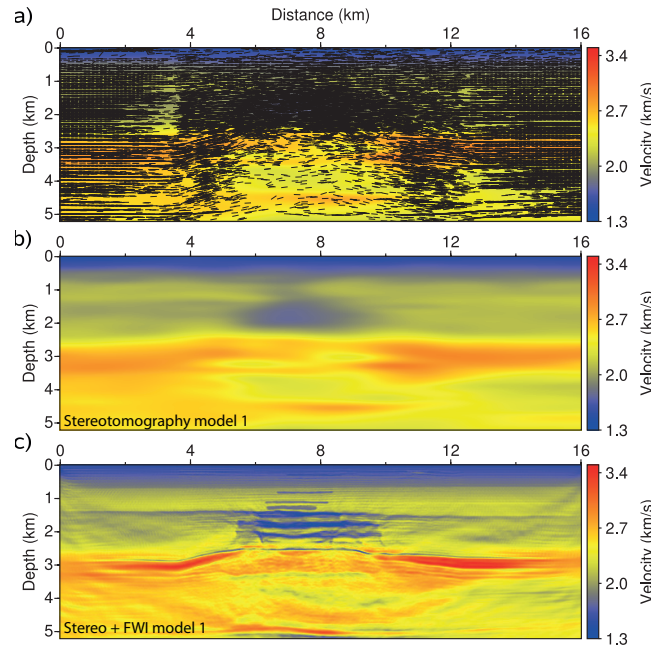 Distance (km)
a)
0 4 8 12 16
0
1
2
3
4
5
Depth (km)
3.4
2.7
2.0
1.3
Velocity (km/s)
b)
0 4 8 12 16
0
1
2
3
4
5
Depth (km)
Stereotomography model 1
3.4
2.7
2.0
1.3
Velocity (km/s)
c)
0 4 8 12 16
0
1
2
3
4
5
Depth (km)
Stereo + FWI model 1
3.4
2.7
2.0
1.3
Velocity (km/s)